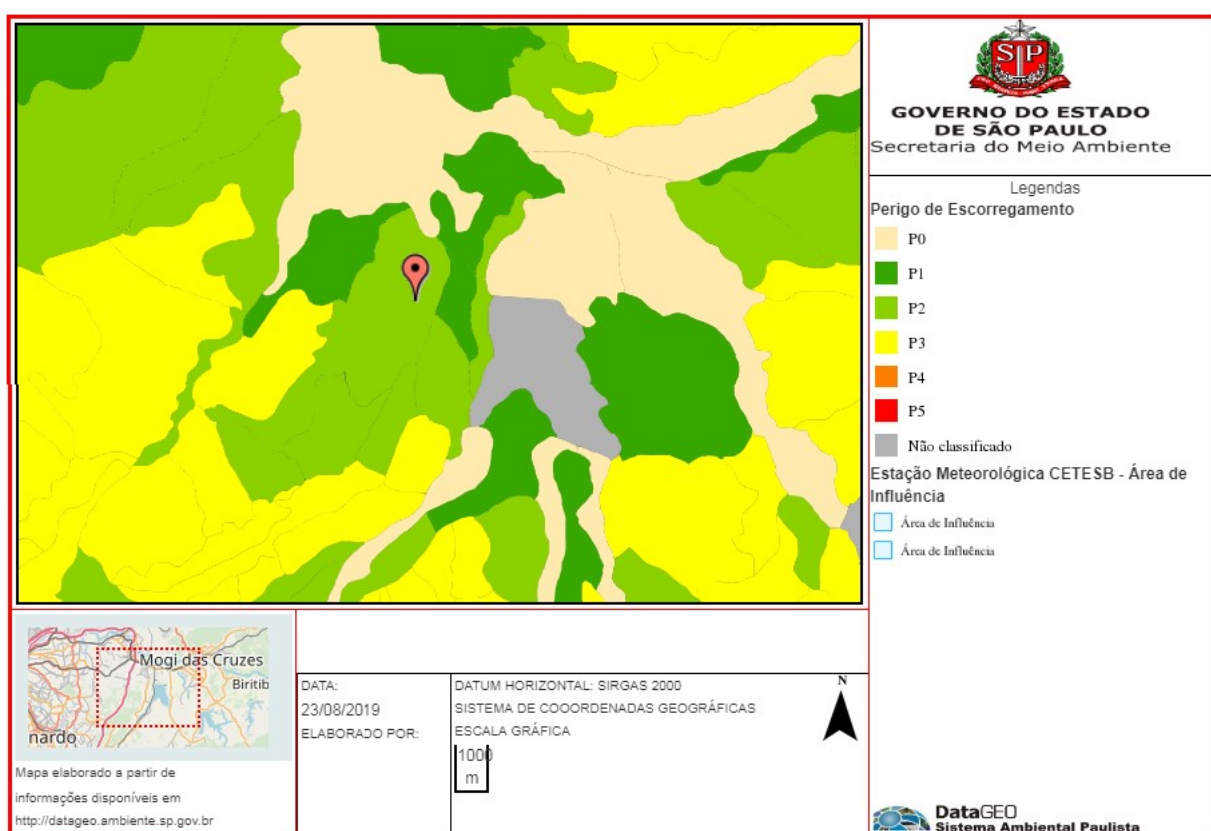 SP
GOVERNO DO ESTADO
DE SÃO PAULO
Secretaria do Meio Ambiente
Legendas
Perigo de Escorregamento
P0
P1
P2
P3
P4
P5
Não classificado
Estação Meteorológica CETESB - Área de
Influência
Área de Influência
Área de Influência
Mogi das Cruzes
Biritib
nardo
Mapa elaborado a partir de
informações disponíveis em
http://datageo.ambiente.sp.gov.br
DATA:
23/08/2019
ELABORADO POR:
DATUM HORIZONTAL: SIRGAS 2000
SISTEMA DE COOORDENADAS GEOGRÁFICAS
ESCALA GRÁFICA
1000
m
N
DataGEO
Sistema Ambiental Paulista